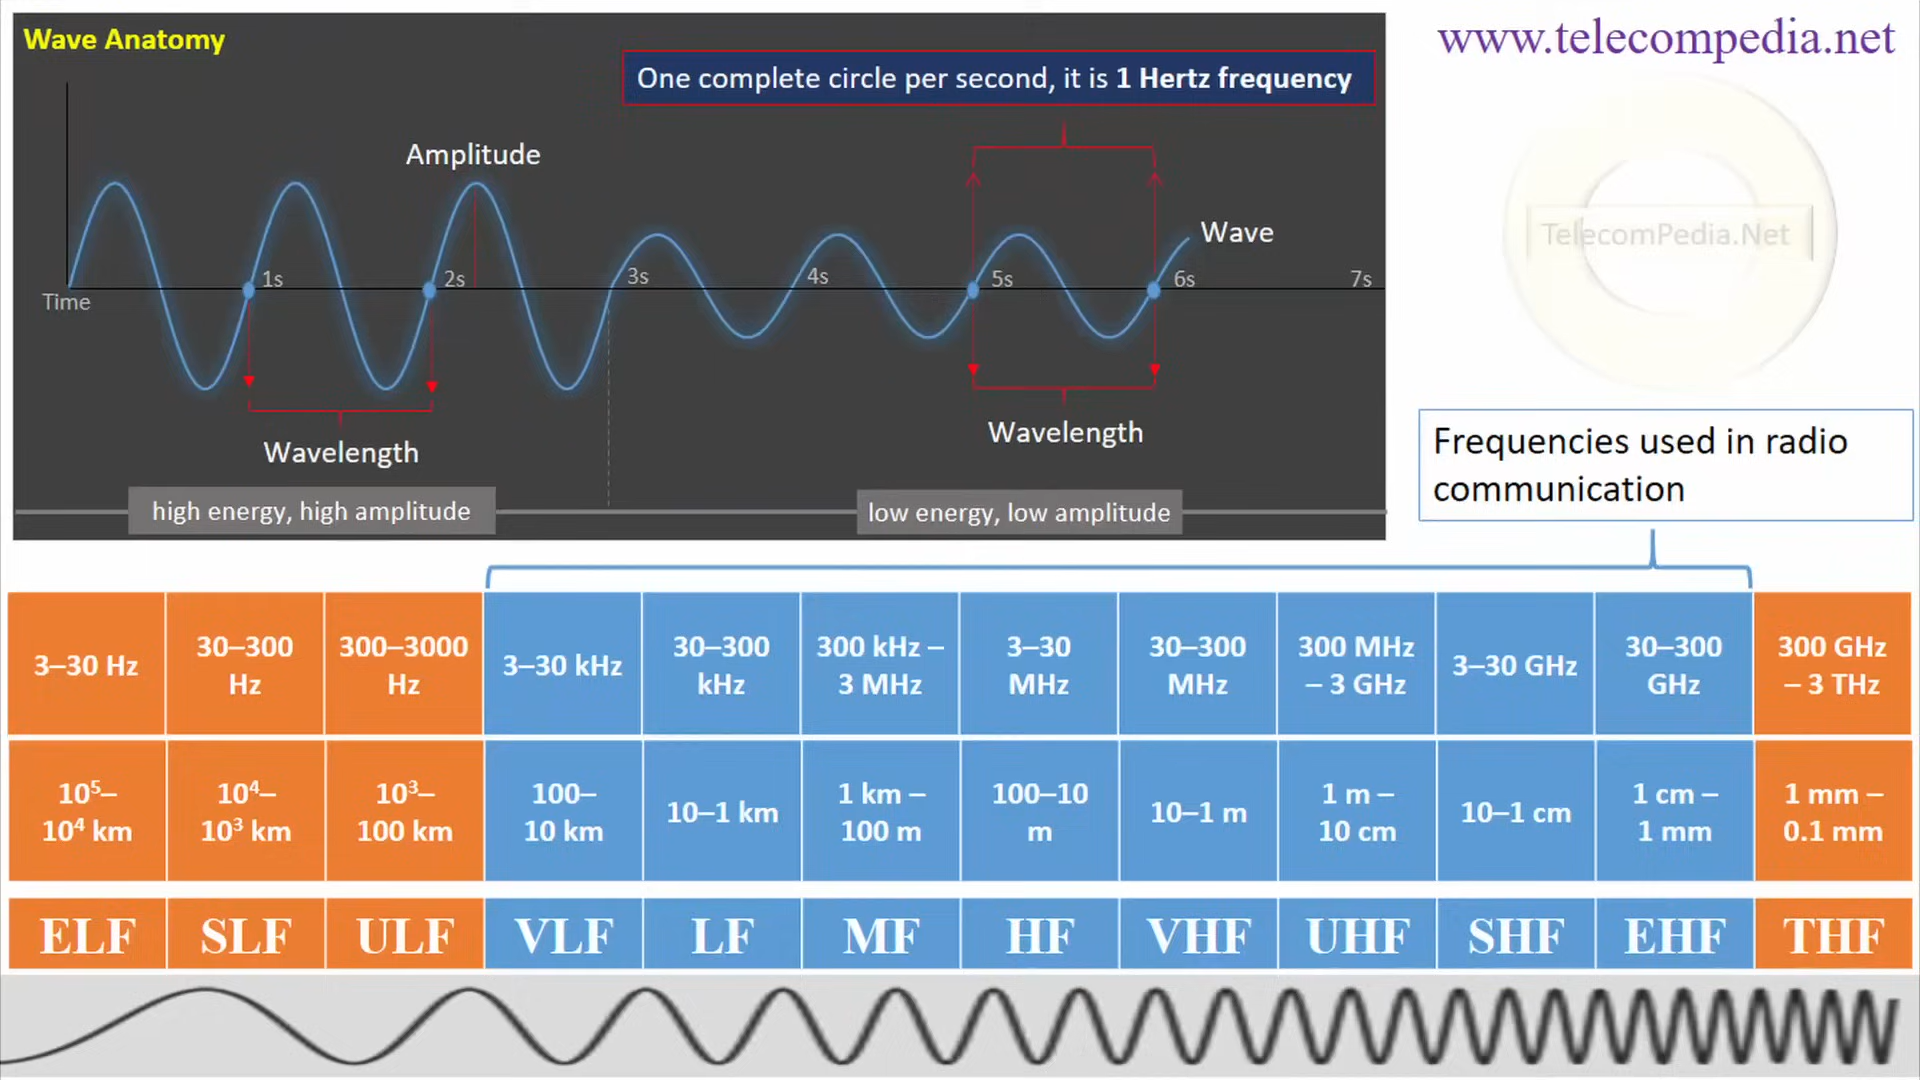 Wave Anatomy
www.telecompedia.net
One complete circle per second, it is 1 Hertz frequency
Amplitude
Wave
TelecomPedia.Net
Time
1s
2s
3s
4s
5s
6s
7s
Wavelength
Wavelength
high energy, high amplitude
low energy, low amplitude
Frequencies used in radio
communication
3–30 Hz
30–300
Hz
300–3000
Hz
3–30 kHz
30–300
kHz
300 kHz –
3 MHz
3–30
MHz
30–300
MHz
300 MHz
– 3 GHz
3–30 GHz
30–300
GHz
300 GHz
– 3 THz
10⁵–
10⁴ km
10⁴–
10³ km
10³–
100 km
100–
10 km
10–1 km
1 km –
100 m
100–10
m
10–1 m
1 m –
10 cm
10–1 cm
1 cm –
1 mm
1 mm –
0.1 mm
ELF
SLF
ULF
VLF
LF
MF
HF
VHF
UHF
SHF
EHF
THF